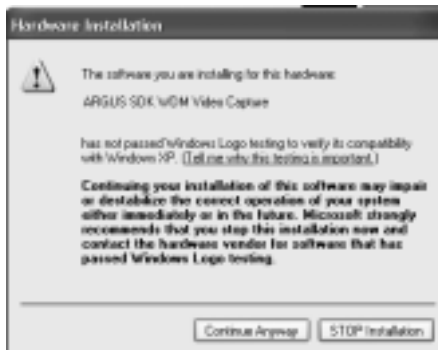 Hardware Installation
The software you are installing for this hardware:
ARGUS SDK WDM Video Capture
has not passed Windows Logo testing to verify its compatibility
with Windows XP. (Tell me why this testing is important.)
Continuing your installation of this software may impair
or destabilize the correct operation of your system
either immediately or in the future. Microsoft strongly
recommends that you stop this installation now and
contact the hardware vendor for software that has
passed Windows Logo testing.
Continue Anyway STOP Installation